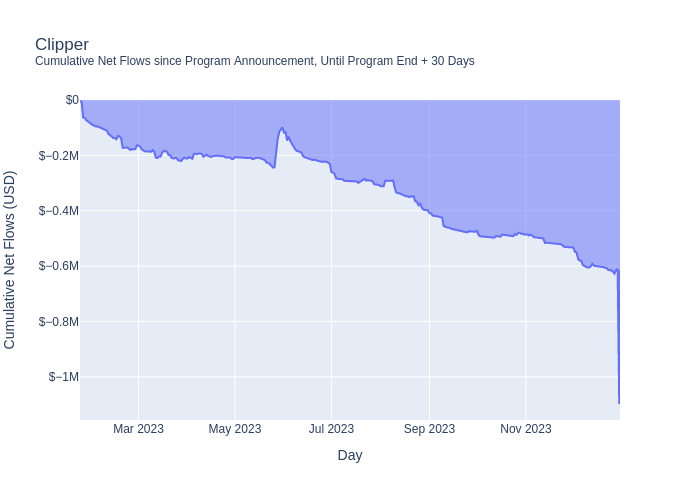 Clipper
Cumulative Net Flows since Program Announcement, Until Program End + 30 Days
Cumulative Net Flows (USD)
$0
$−0.2M
$−0.4M
$−0.6M
$−0.8M
$−1M
Mar 2023
May 2023
Jul 2023
Sep 2023
Nov 2023
Day